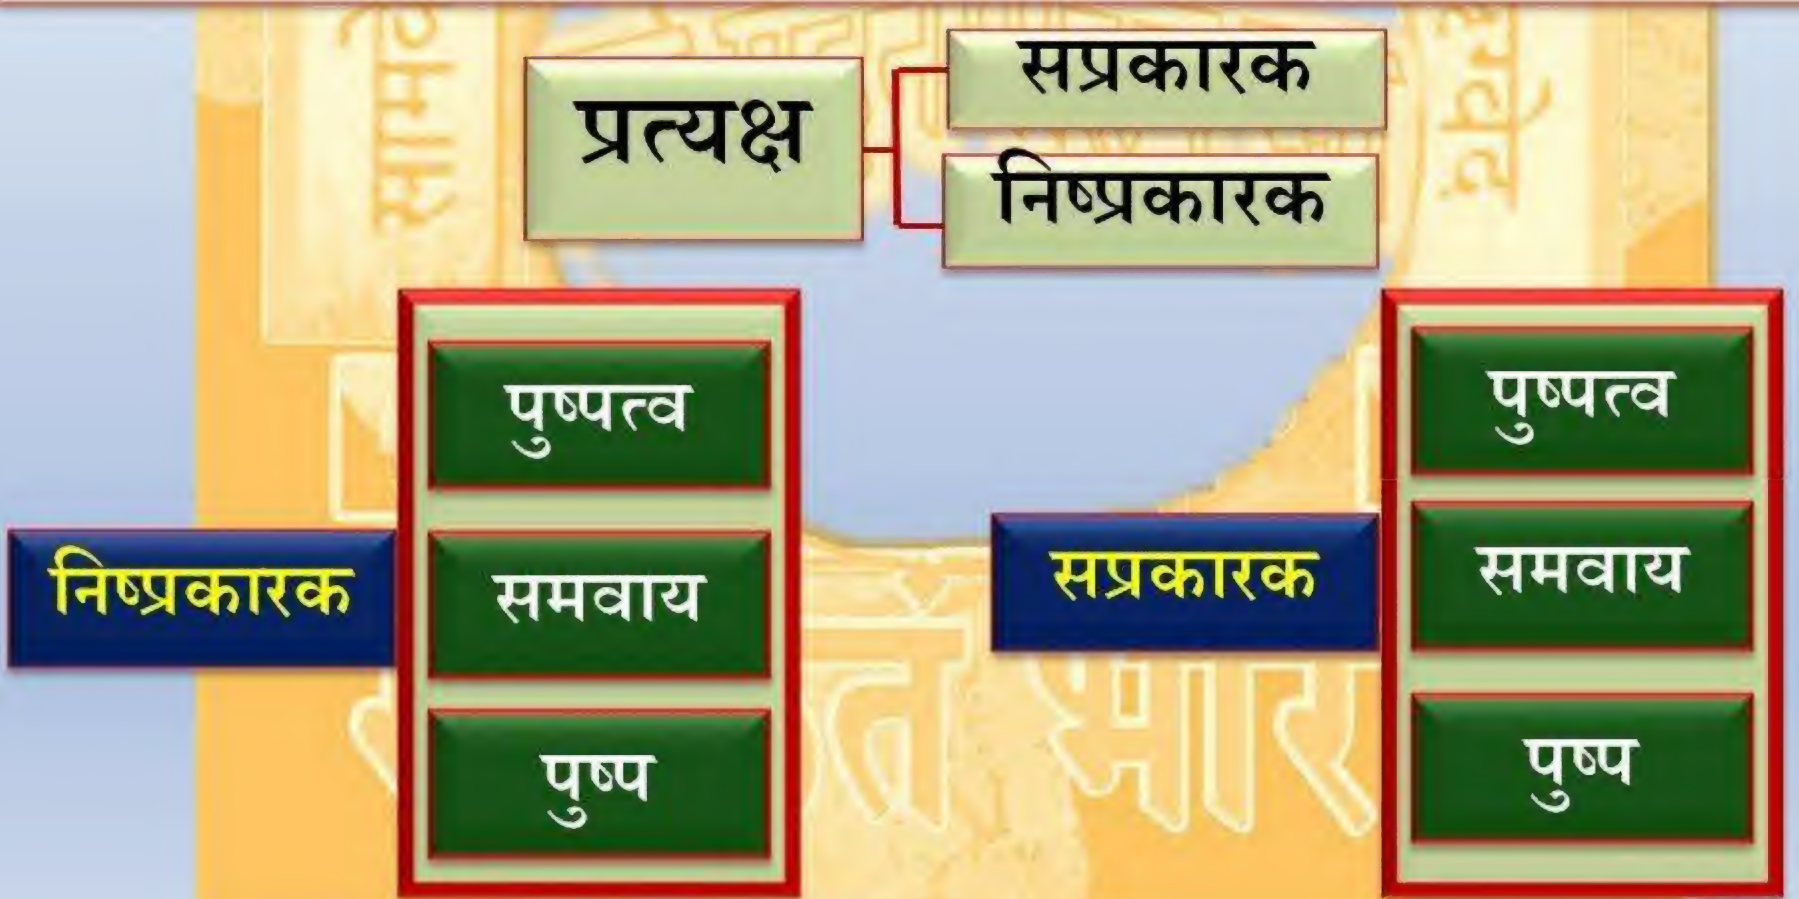 प्रत्यक्ष
सप्रकारक
निष्प्रकारक
निष्प्रकारक
पुष्पत्व
समवाय
पुष्प
सप्रकारक
पुष्पत्व
समवाय
पुष्प